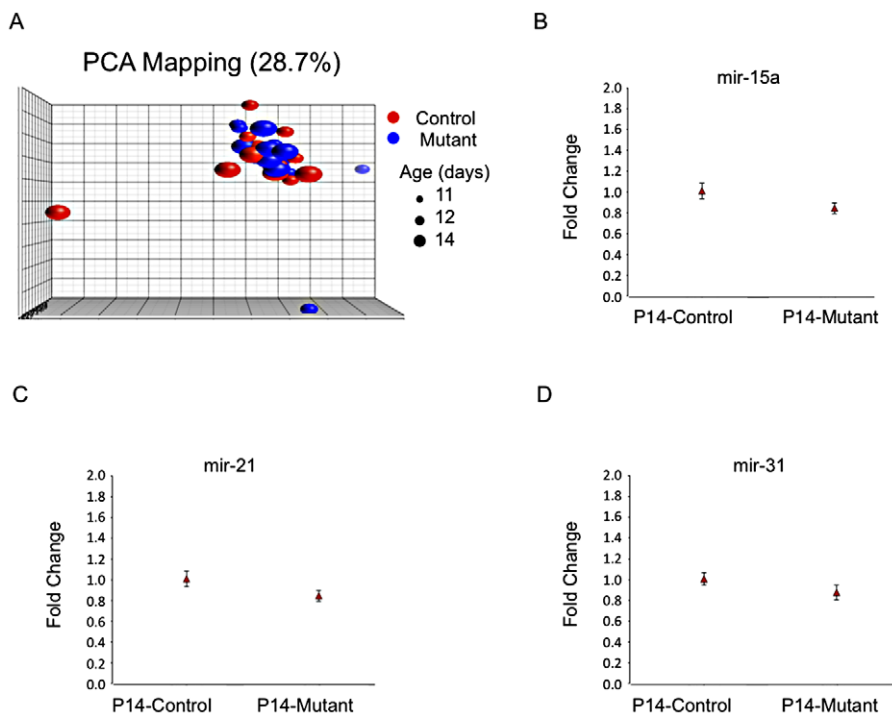 A
PCA Mapping (28.7%)
Control
Mutant
Age (days)
11
12
14
B
mir-15a
Fold Change
2.0
1.8
1.6
1.4
1.2
1.0
0.8
0.6
0.4
0.2
0.0
P14-Control P14-Mutant
C
mir-21
Fold Change
2.0
1.8
1.6
1.4
1.2
1.0
0.8
0.6
0.4
0.2
0.0
P14-Control P14-Mutant
D
mir-31
Fold Change
2.0
1.8
1.6
1.4
1.2
1.0
0.8
0.6
0.4
0.2
0.0
P14-Control P14-Mutant